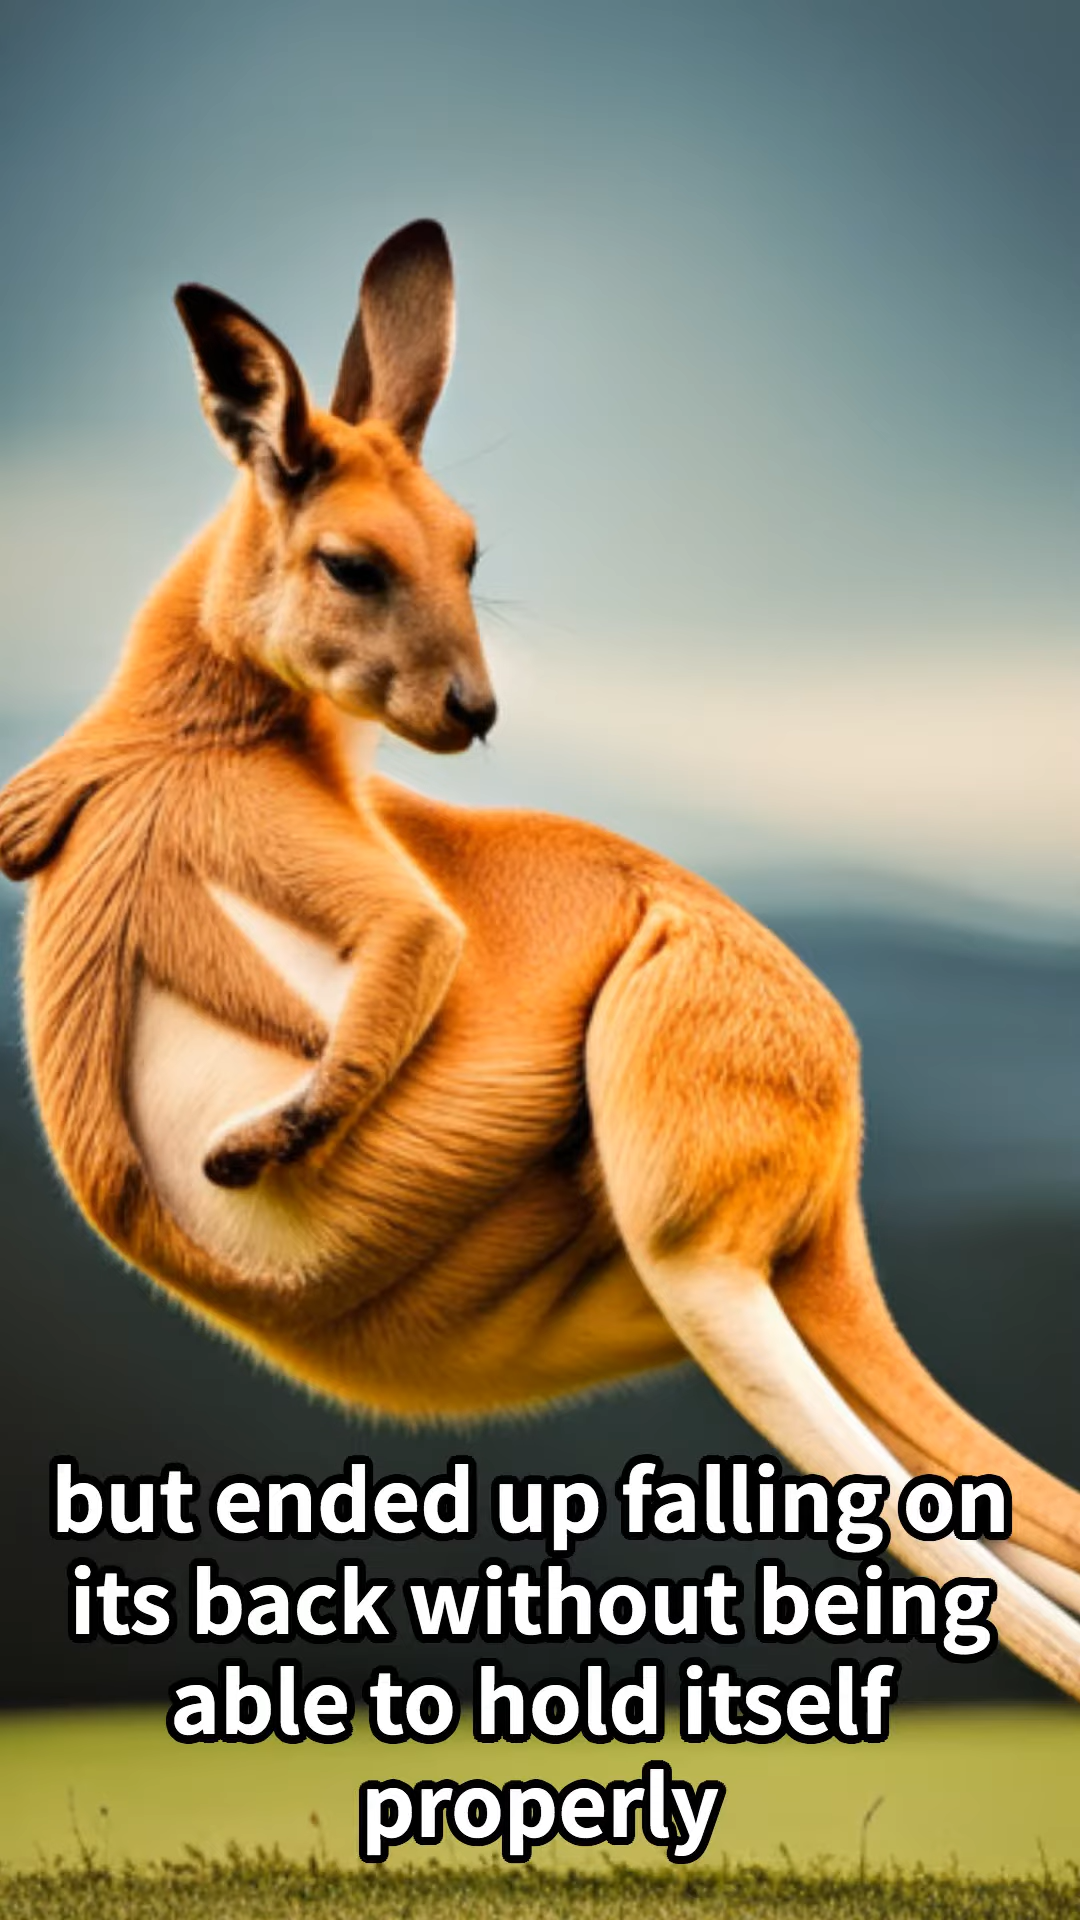 but ended up falling on
its back without being
able to hold itself
properly